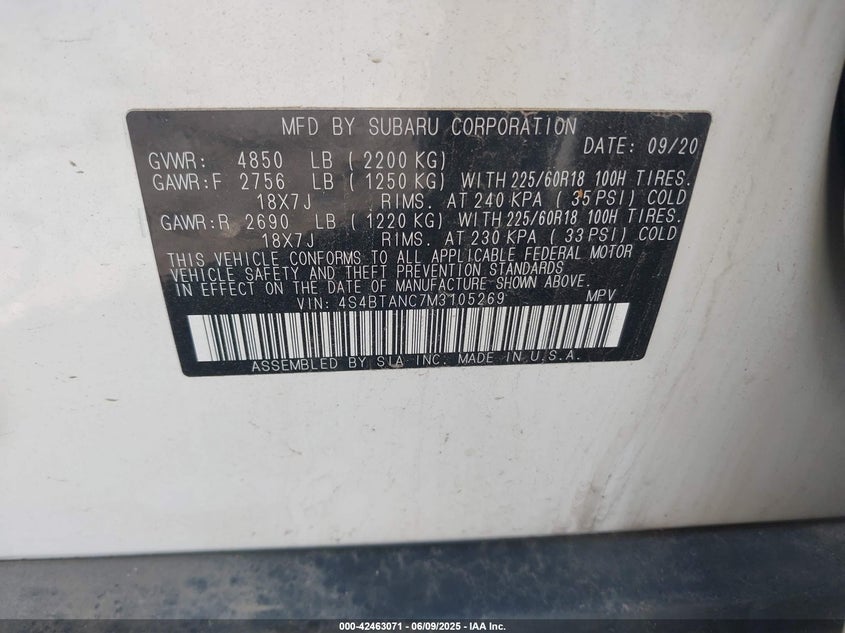 MFD BY SUBARU CORPORATION
DATE: 09/20
GVWR: 4850 LB ( 2200 KG)
GAWR:F 2756 LB ( 1250 KG) WITH 225/60R18 100H TIRES.
18X7J RIMS. AT 240 KPA ( 35 PSI) COLD
GAWR:R 2690 LB ( 1220 KG) WITH 225/60R18 100H TIRES.
18X7J RIMS. AT 230 KPA ( 33 PSI) COLD
THIS VEHICLE CONFORMS TO ALL APPLICABLE FEDERAL MOTOR
VEHICLE SAFETY AND THEFT PREVENTION STANDARDS
IN EFFECT ON THE DATE OF MANUFACTURE SHOWN ABOVE.
VIN: 4S4BTANC7M3105269 MPV
ASSEMBLED BY SIA INC. MADE IN U.S.A.
000-42463071 | 06/09/2025 - IAA Inc.